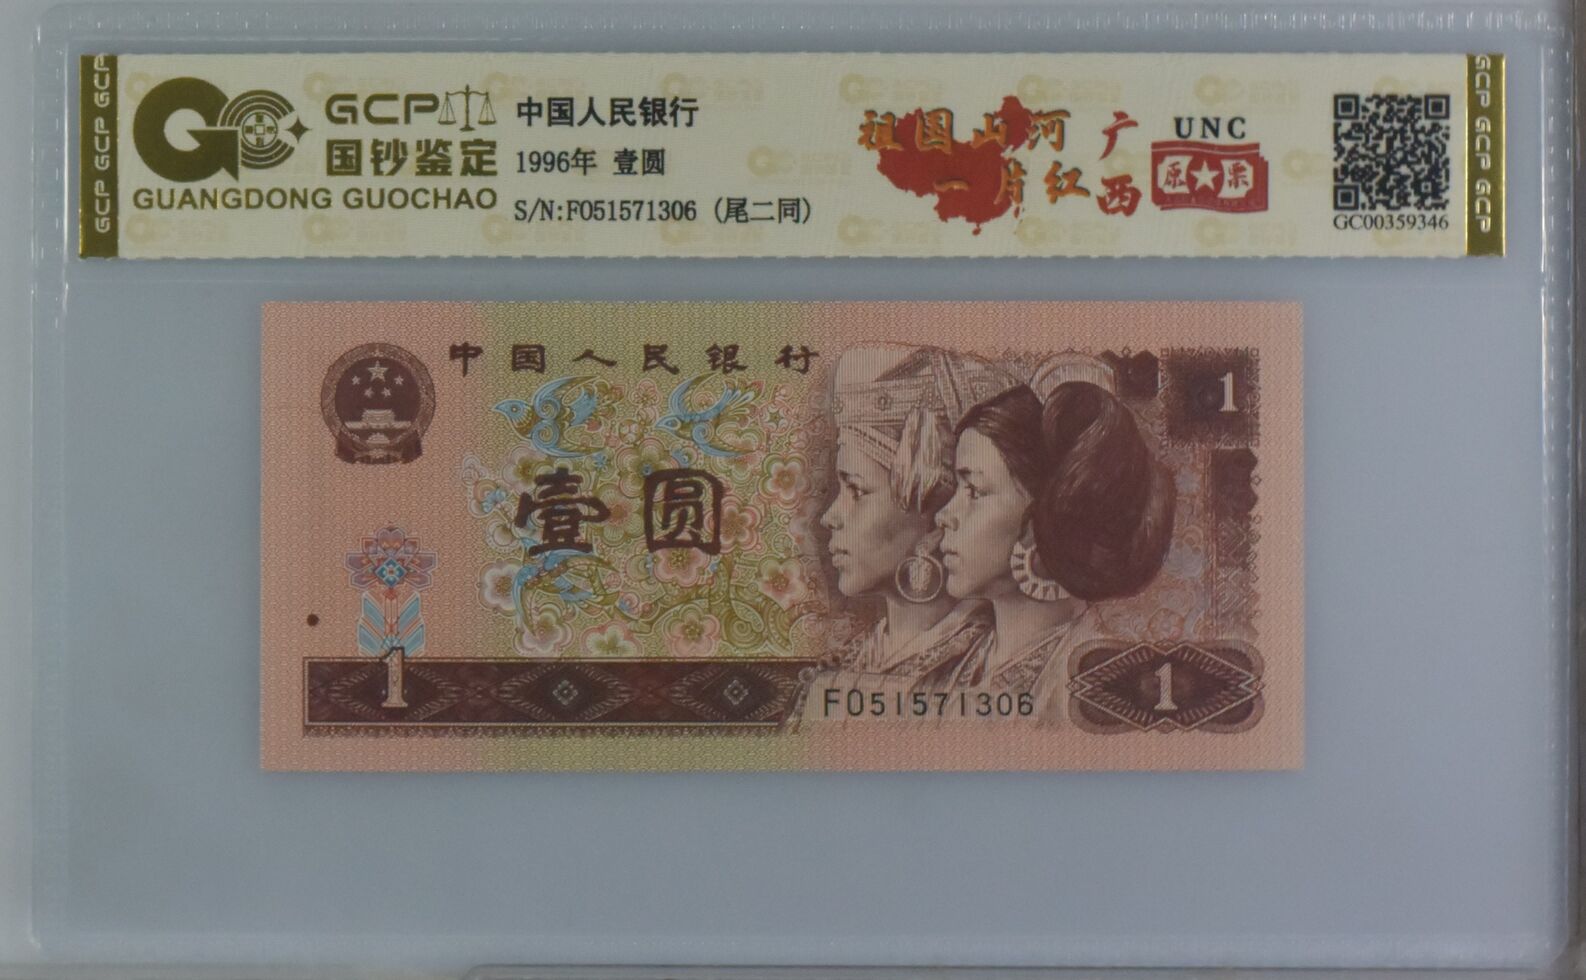 GCP GCP GCP
GCP
国钞鉴定
GUANGDONG GUOCHAO
中国人民银行
1996年 壹圆
S/N:F051571306 (尾二同)
祖国山河
一片红
广西
UNC
原★票
GC00359346
GCP GCP GCP
中国人民银行
1
壹圆
1
F051571306
1